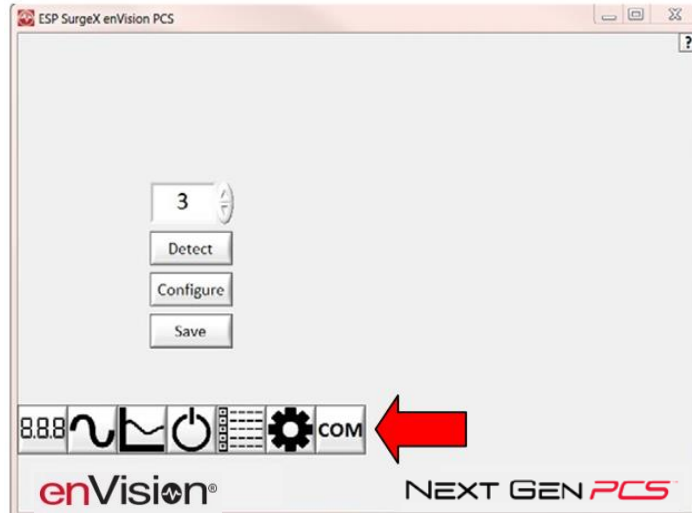 ESP SurgeX enVision PCS
?
3
Detect
Configure
Save
8.8.8
COM
enVision®
NEXT GEN PCS